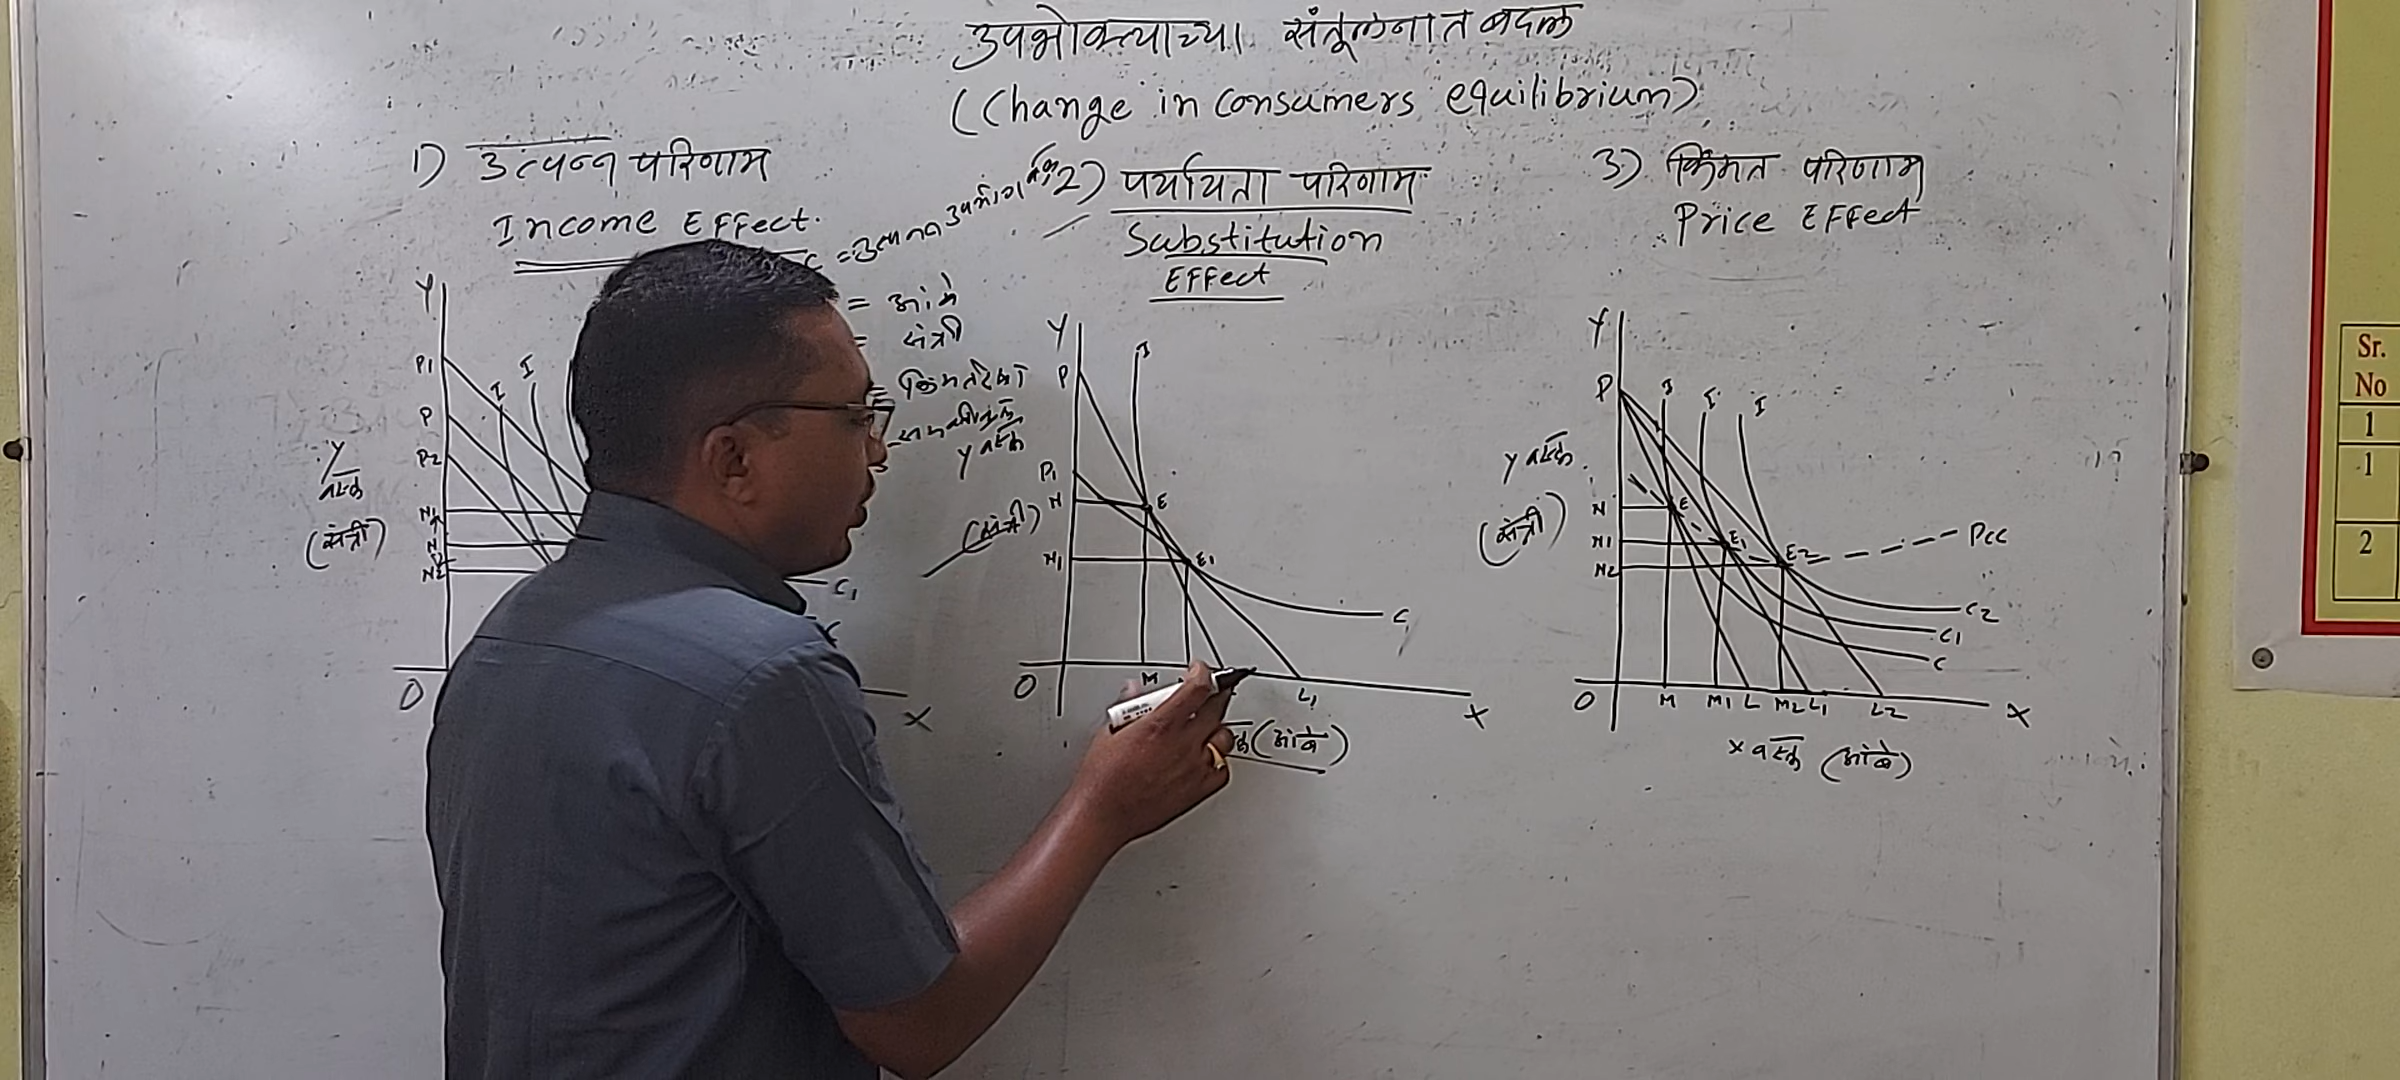 उपभोक्त्याच्या संतूलनात बदल
(Change in consumers equilibrium)
1) उत्पन्न परिणाम
Income Effect.
= आंबे
= संत्री
Y
P1
P
P2
N1
N
N2
I
I
Y
(संत्री)
C1
O
X
2) पर्यायिता परिणाम
Substitution
Effect
Y
P
P1
N
N1
I
E
E1
Y वस्तू
(संत्री)
C
O
M
L1
X
(आंबे)
3) किंमत परिणाम
Price Effect
Y
P
I
I
I
Y वस्तू
(संत्री)
N
N1
N2
E
E1
E2
PCC
C2
C1
C
O
M
M1
L
M2
L1
L2
X
X वस्तू (आंबे)
Sr.
No
1
1
2